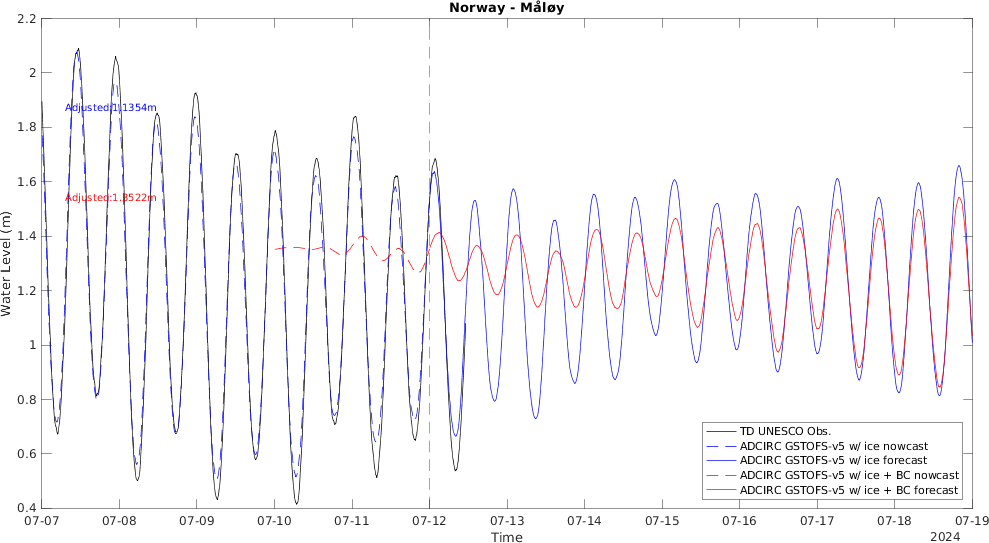 Norway - Måløy
2.2
2
1.8
1.6
1.4
1.2
1
0.8
0.6
0.4
Water Level (m)
Adjusted:1.1354m
Adjusted:1.3522m
TD UNESCO Obs.
ADCIRC GSTOFS-v5 w/ ice nowcast
ADCIRC GSTOFS-v5 w/ ice forecast
ADCIRC GSTOFS-v5 w/ ice + BC nowcast
ADCIRC GSTOFS-v5 w/ ice + BC forecast
07-07 07-08 07-09 07-10 07-11 07-12 07-13 07-14 07-15 07-16 07-17 07-18 07-19
Time
2024